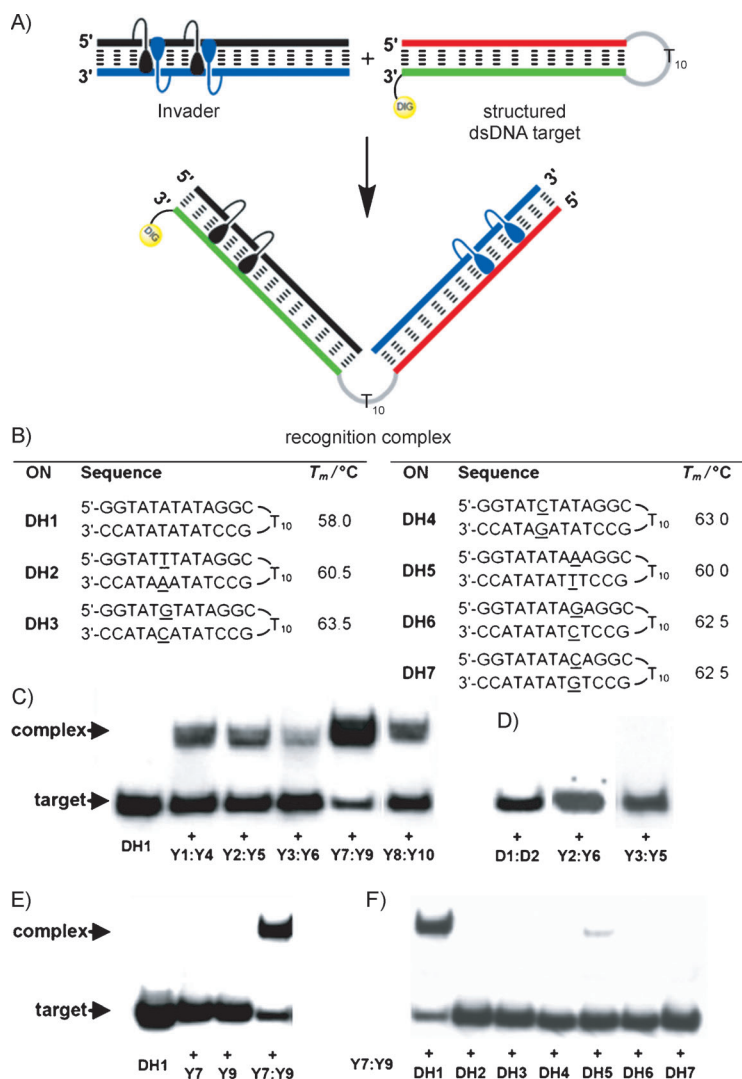 A)
5'
3'
Invader
+
5'
3'
DIG
T10
structured
dsDNA target
5'
3'
DIG
3'
5'
T10
recognition complex
B)
ON Sequence Tm/°C
DH1 5'-GGTATATATAGGC 3'-CCATATATATCCG T10 58.0
DH2 5'-GGTATTTATAGGC 3'-CCATAAATATCCG T10 60.5
DH3 5'-GGTATGTATAGGC 3'-CCATACATATCCG T10 63.5
ON Sequence Tm/°C
DH4 5'-GGTATCTATAGGC 3'-CCATAGATATCCG T10 63 0
DH5 5'-GGTATATAAAGGC 3'-CCATATATTTCCG T10 60 0
DH6 5'-GGTATATAGAGGC 3'-CCATATATCTCCG T10 62 5
DH7 5'-GGTATATACAGGC 3'-CCATATATGTCCG T10 62 5
C)
complex
target
DH1 + Y1:Y4 + Y2:Y5 + Y3:Y6 + Y7:Y9 + Y8:Y10
D)
+ D1:D2 + Y2:Y6 + Y3:Y5
E)
complex
target
DH1 + Y7 + Y9 + Y7:Y9
F)
Y7:Y9 + DH1 + DH2 + DH3 + DH4 + DH5 + DH6 + DH7